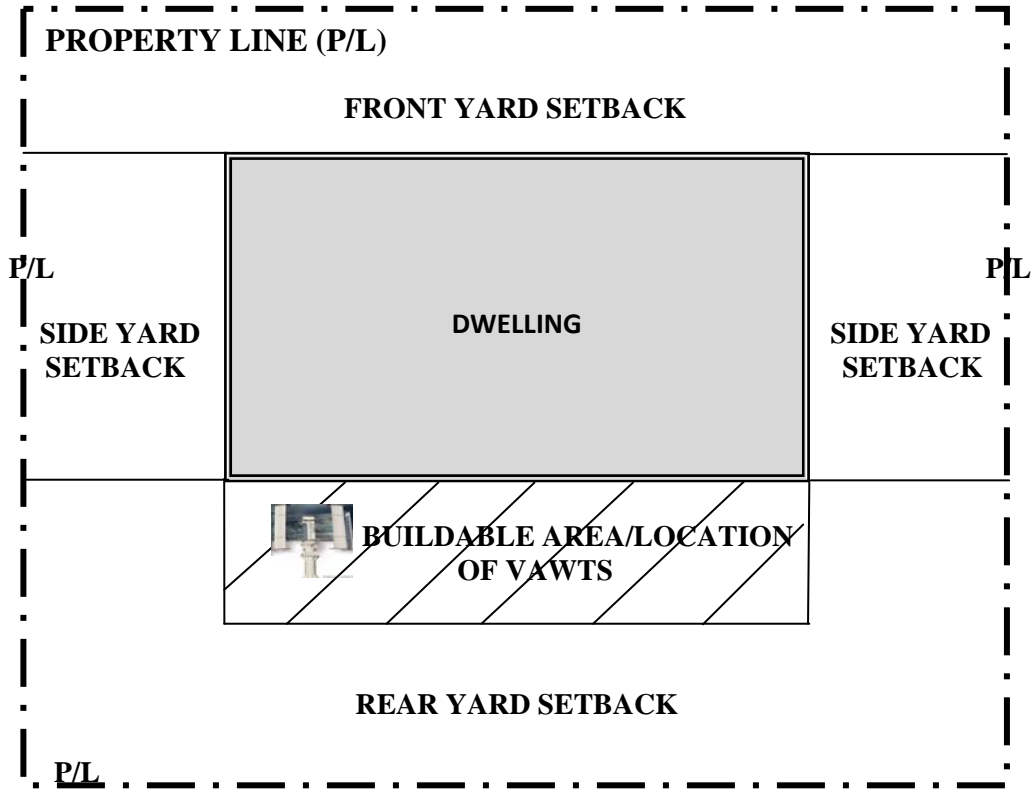 PROPERTY LINE (P/L)
FRONT YARD SETBACK
P/L
P/L
DWELLING
SIDE YARD
SETBACK
SIDE YARD
SETBACK
BUILDABLE AREA/LOCATION
OF VAWTS
REAR YARD SETBACK
P/L